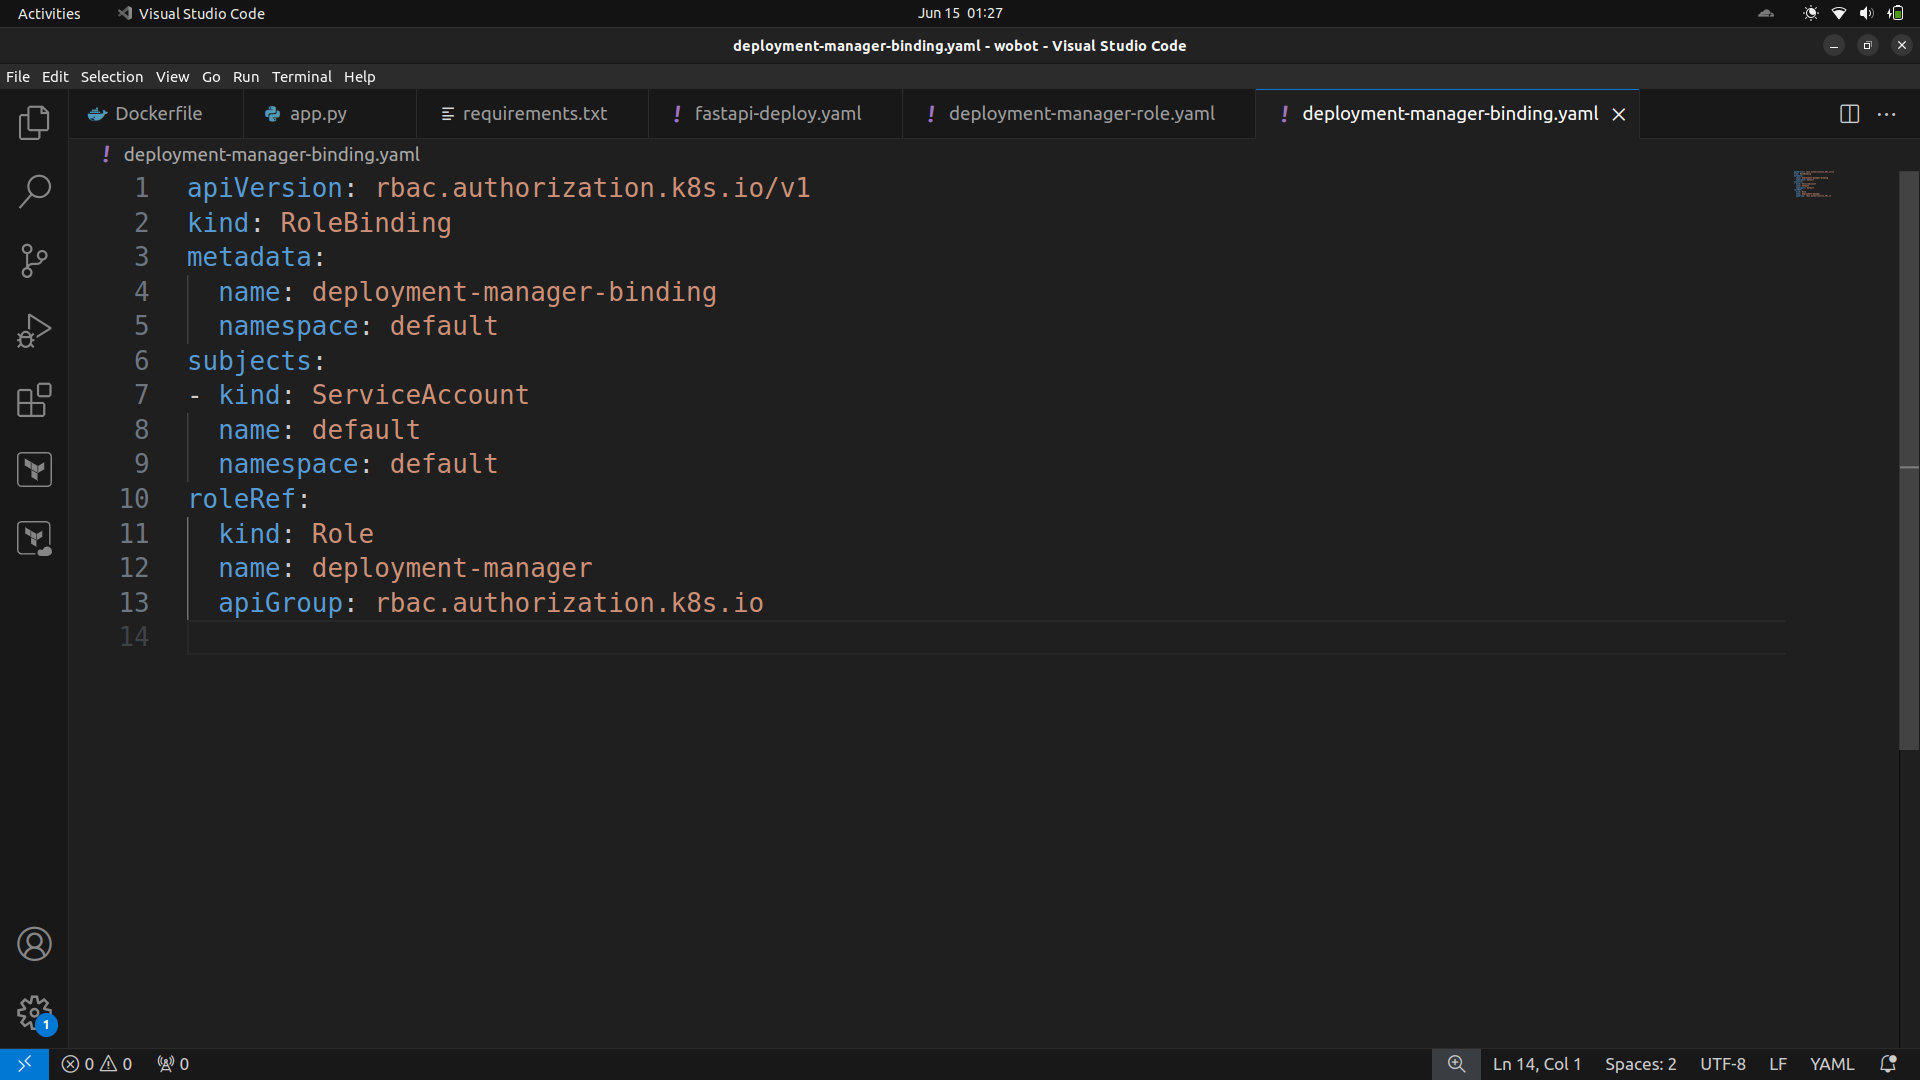 Activities Visual Studio Code Jun 15 01:27
deployment-manager-binding.yaml - wobot - Visual Studio Code
File Edit Selection View Go Run Terminal Help
Dockerfile app.py requirements.txt ! fastapi-deploy.yaml ! deployment-manager-role.yaml ! deployment-manager-binding.yaml
! deployment-manager-binding.yaml
1 apiVersion: rbac.authorization.k8s.io/v1
2 kind: RoleBinding
3 metadata:
4   name: deployment-manager-binding
5   namespace: default
6 subjects:
7 - kind: ServiceAccount
8   name: default
9   namespace: default
10 roleRef:
11   kind: Role
12   name: deployment-manager
13   apiGroup: rbac.authorization.k8s.io
14
1
0 0 0 Ln 14, Col 1 Spaces: 2 UTF-8 LF YAML